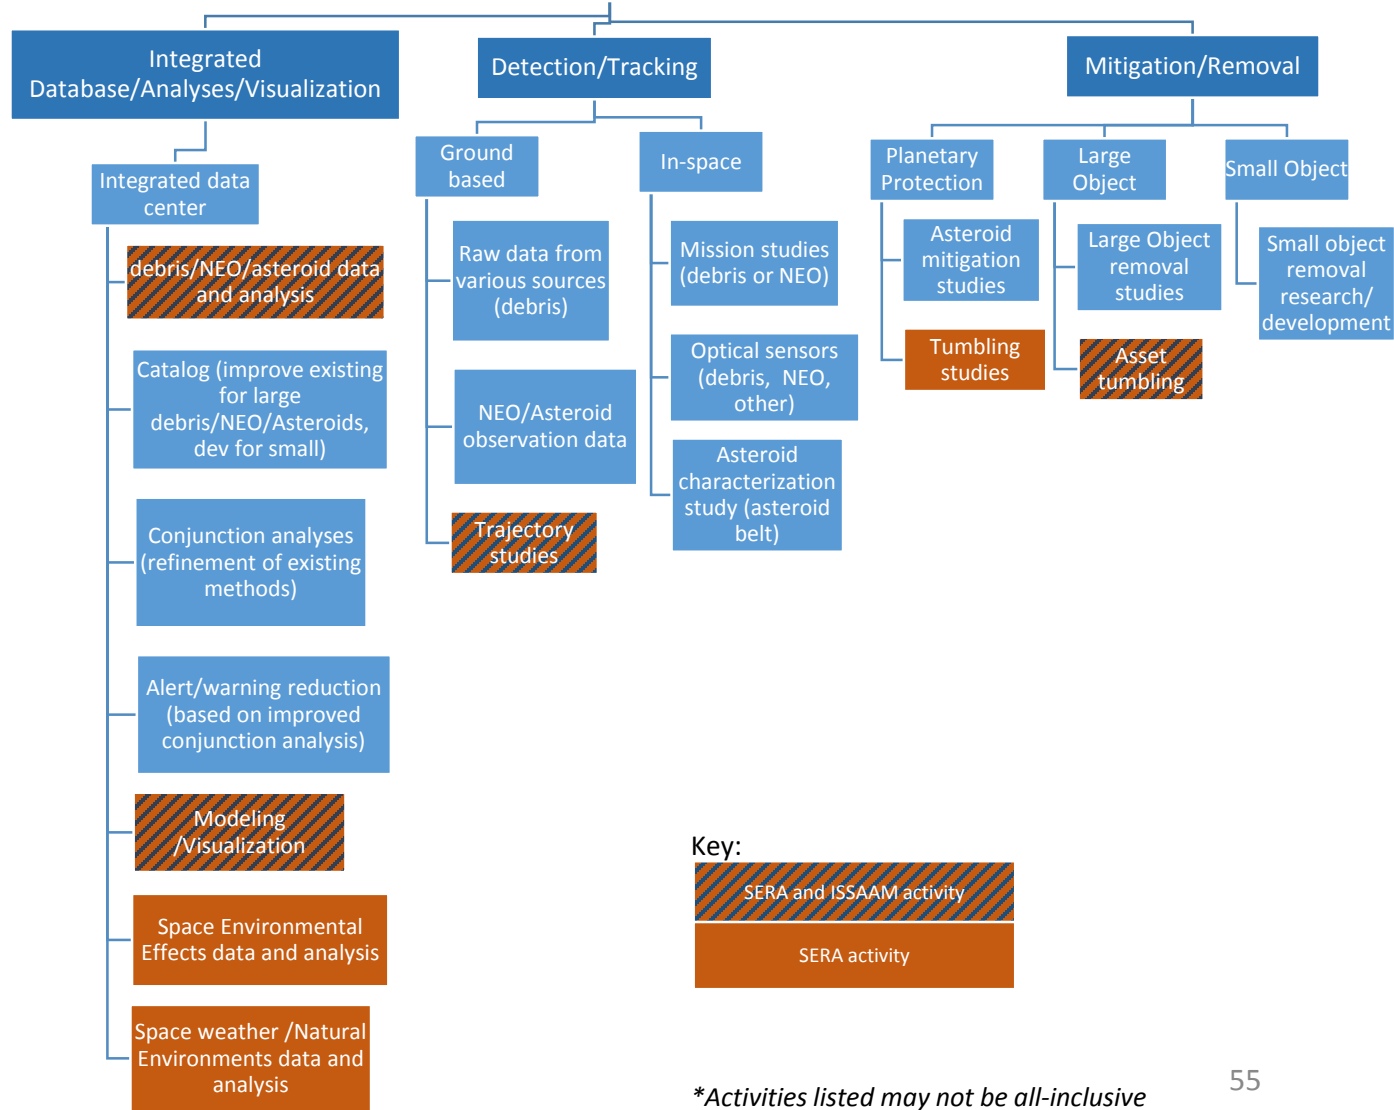 Integrated
Database/Analyses/Visualization
Integrated data
center
debris/NEO/asteroid data
and analysis
Catalog (improve existing
for large
debris/NEO/Asteroids,
dev for small)
Conjunction analyses
(refinement of existing
methods)
Alert/warning reduction
(based on improved
conjunction analysis)
Modeling
/Visualization
Space Environmental
Effects data and analysis
Space weather /Natural
Environments data and
analysis
Detection/Tracking
Ground
based
Raw data from
various sources
(debris)
NEO/Asteroid
observation data
Trajectory
studies
In-space
Mission studies
(debris or NEO)
Optical sensors
(debris, NEO,
other)
Asteroid
characterization
study (asteroid
belt)
Mitigation/Removal
Planetary
Protection
Asteroid
mitigation
studies
Tumbling
studies
Large
Object
Large Object
removal
studies
Asset
tumbling
Small Object
Small object
removal
research/
development
Key:
SERA and ISSAAM activity
SERA activity
*Activities listed may not be all-inclusive
55